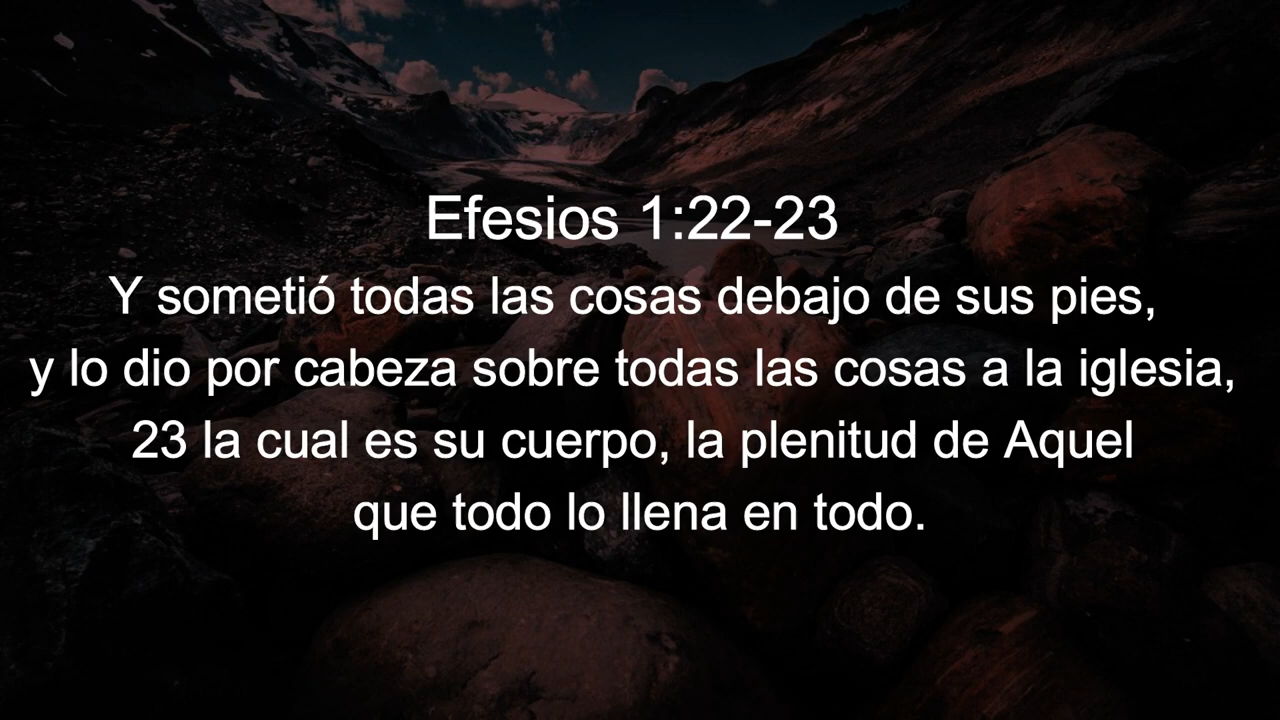 Efesios 1:22-23
Y sometió todas las cosas debajo de sus pies,
y lo dio por cabeza sobre todas las cosas a la iglesia,
23 la cual es su cuerpo, la plenitud de Aquel
que todo lo llena en todo.